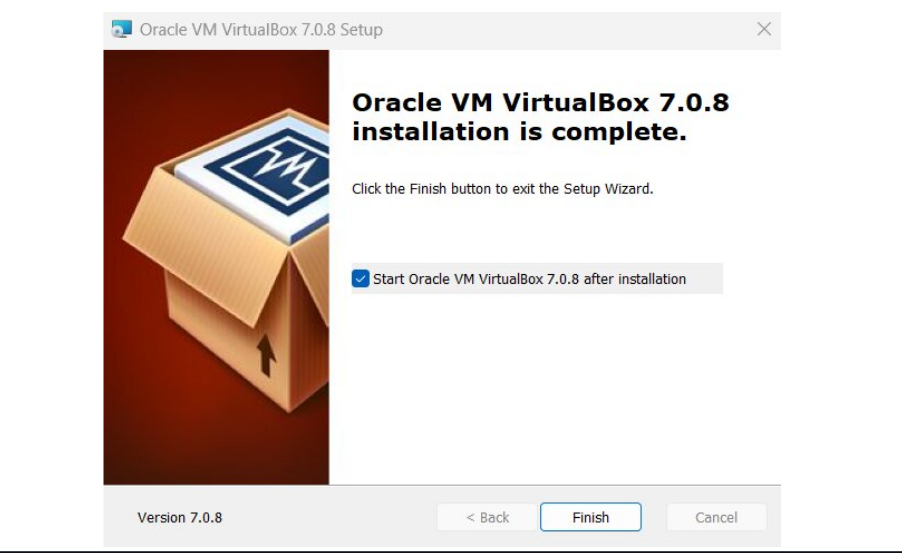 Oracle VM VirtualBox 7.0.8 Setup
Oracle VM VirtualBox 7.0.8
installation is complete.
Click the Finish button to exit the Setup Wizard.
Start Oracle VM VirtualBox 7.0.8 after installation
Version 7.0.8
< Back
Finish
Cancel